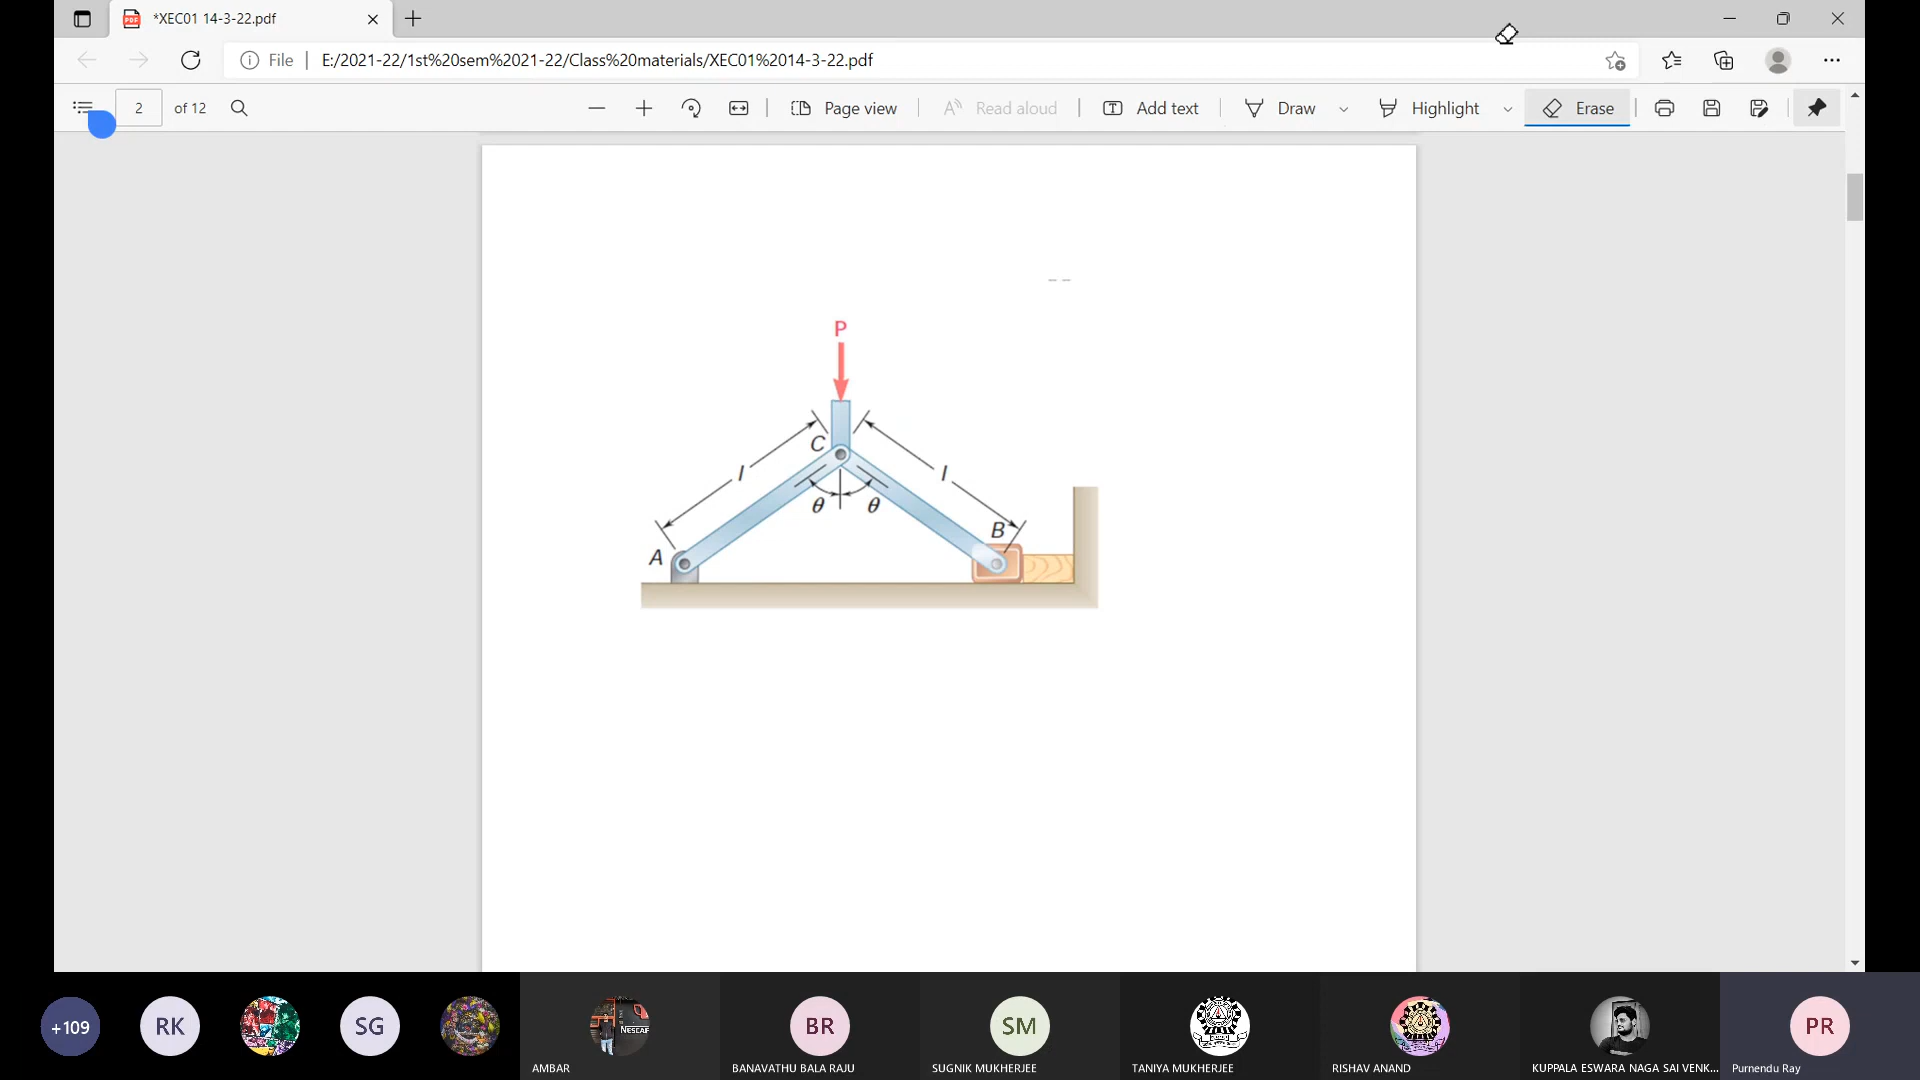 *XEC01 14-3-22.pdf
File
E:/2021-22/1st%20sem%2021-22/Class%20materials/XEC01%2014-3-22.pdf
2 of 12
Page view
Read aloud
Add text
Draw
Highlight
Erase
P
C
l
l
θ
θ
B
A
+109
RK
SG
NESCAF
BR
SM
PR
AMBAR
BANAVATHU BALA RAJU
SUGNIK MUKHERJEE
TANIYA MUKHERJEE
RISHAV ANAND
KUPPALA ESWARA NAGA SAI VENK...
Purnendu Ray